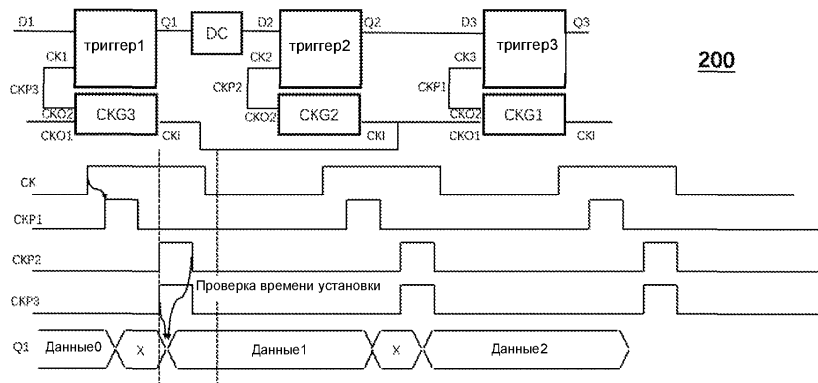 D1 Q1 D2 Q2 D3 Q3
триггер1 DC триггер2 триггер3
CK1 CK2 CK3
200
CKP3 CKP2 CKP1
CKO2 CKG3 CKO2 CKG2 CKO2 CKG1
CKO1 CKi CKi CKO1 CKi
CK
CKP1
CKP2
Проверка времени установки
CKP3
Q1 Данные0 X Данные1 X Данные2